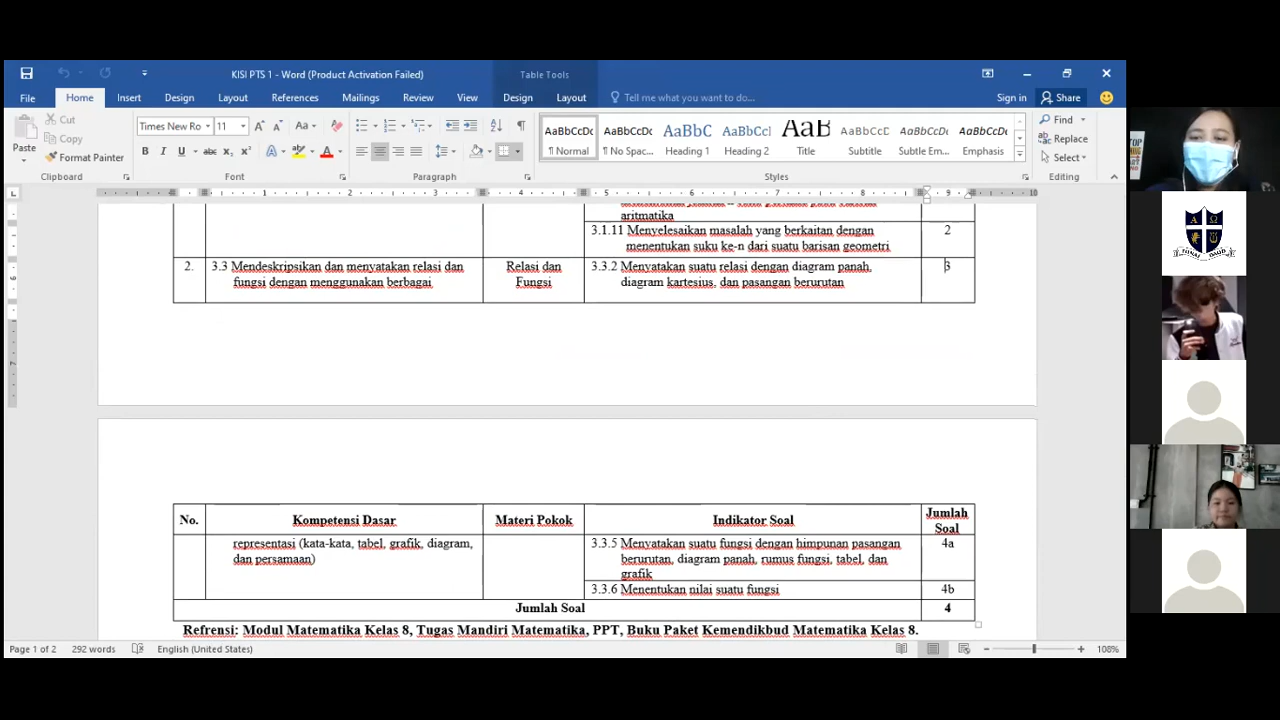 KISI PTS 1 - Word (Product Activation Failed)
Table Tools
File
Home
Insert
Design
Layout
References
Mailings
Review
View
Design
Layout
Tell me what you want to do...
Sign in
Share
Paste
Cut
Copy
Format Painter
Clipboard
Times New Ro
11
Font
Paragraph
AaBbCcDc
¶ Normal
AaBbCcDc
¶ No Spac...
AaBbC
Heading 1
AaBbCcI
Heading 2
AaB
Title
AaBbCcD
Subtitle
AaBbCcDt
Subtle Em...
AaBbCcDt
Emphasis
Styles
Find
Replace
Select
Editing
aritmatika
3.1.11 Menyelesaikan masalah yang berkaitan dengan
menentukan suku ke-n dari suatu barisan geometri
2
2.
3.3 Mendeskripsikan dan menyatakan relasi dan
fungsi dengan menggunakan berbagai
Relasi dan
Fungsi
3.3.2 Menyatakan suatu relasi dengan diagram panah,
diagram kartesius, dan pasangan berurutan
3
No.
Kompetensi Dasar
Materi Pokok
Indikator Soal
Jumlah
Soal
representasi (kata-kata, tabel, grafik, diagram,
dan persamaan)
3.3.5 Menyatakan suatu fungsi dengan himpunan pasangan
berurutan, diagram panah, rumus fungsi, tabel, dan
grafik
4a
3.3.6 Menentukan nilai suatu fungsi
4b
Jumlah Soal
4
Refrensi: Modul Matematika Kelas 8, Tugas Mandiri Matematika, PPT, Buku Paket Kemendikbud Matematika Kelas 8.
Page 1 of 2
292 words
English (United States)
108%